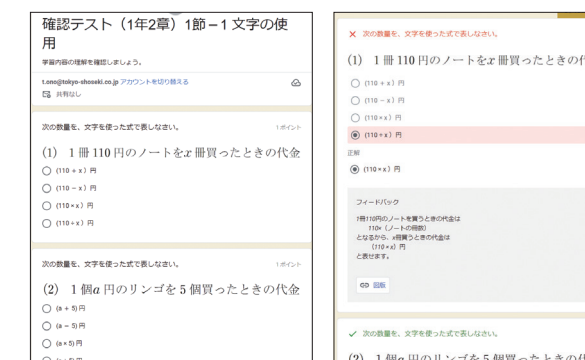 確認テスト（1年2章）1節－1 文字の使
用
学習内容の理解を確認しましょう。
t.ono@tokyo-shoseki.co.jp アカウントを切り替える
共有なし
次の数量を、文字を使った式で表しなさい。 1 ポイント
(1) 1 冊 110 円のノートをx 冊買ったときの代金
(110 + x ) 円
(110 − x ) 円
(110 × x ) 円
(110 ÷ x ) 円
次の数量を、文字を使った式で表しなさい。 1 ポイント
(2) 1 個a 円のリンゴを 5 個買ったときの代金
(a + 5) 円
(a − 5) 円
(a × 5) 円
次の数量を、文字を使った式で表しなさい。
(1) 1 冊 110 円のノートをx 冊買ったときの代
(110 + x ) 円
(110 − x ) 円
(110 × x ) 円
(110 ÷ x ) 円
正解
(110 × x ) 円
フィードバック
1冊110円のノートを買うときの代金は
110×（ノートの冊数）
となるから、x冊買うときの代金は
(110×x) 円
と表せます。
図版
次の数量を、文字を使った式で表しなさい。
(2) 1 個a 円のリンゴを 5 個買ったときの代